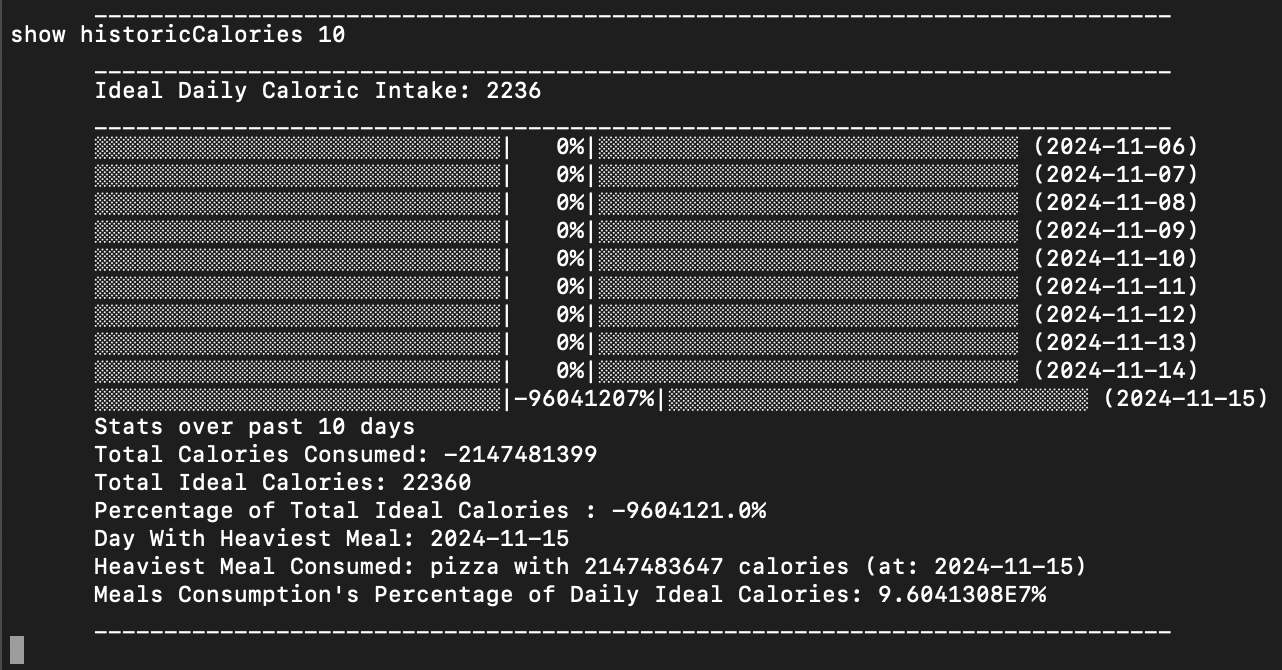 show historicCalories 10
Ideal Daily Caloric Intake: 2236
| 0%| (2024-11-06)
| 0%| (2024-11-07)
| 0%| (2024-11-08)
| 0%| (2024-11-09)
| 0%| (2024-11-10)
| 0%| (2024-11-11)
| 0%| (2024-11-12)
| 0%| (2024-11-13)
| 0%| (2024-11-14)
|-96041207%| (2024-11-15)
Stats over past 10 days
Total Calories Consumed: -2147481399
Total Ideal Calories: 22360
Percentage of Total Ideal Calories : -9604121.0%
Day With Heaviest Meal: 2024-11-15
Heaviest Meal Consumed: pizza with 2147483647 calories (at: 2024-11-15)
Meals Consumption's Percentage of Daily Ideal Calories: 9.6041308E7%